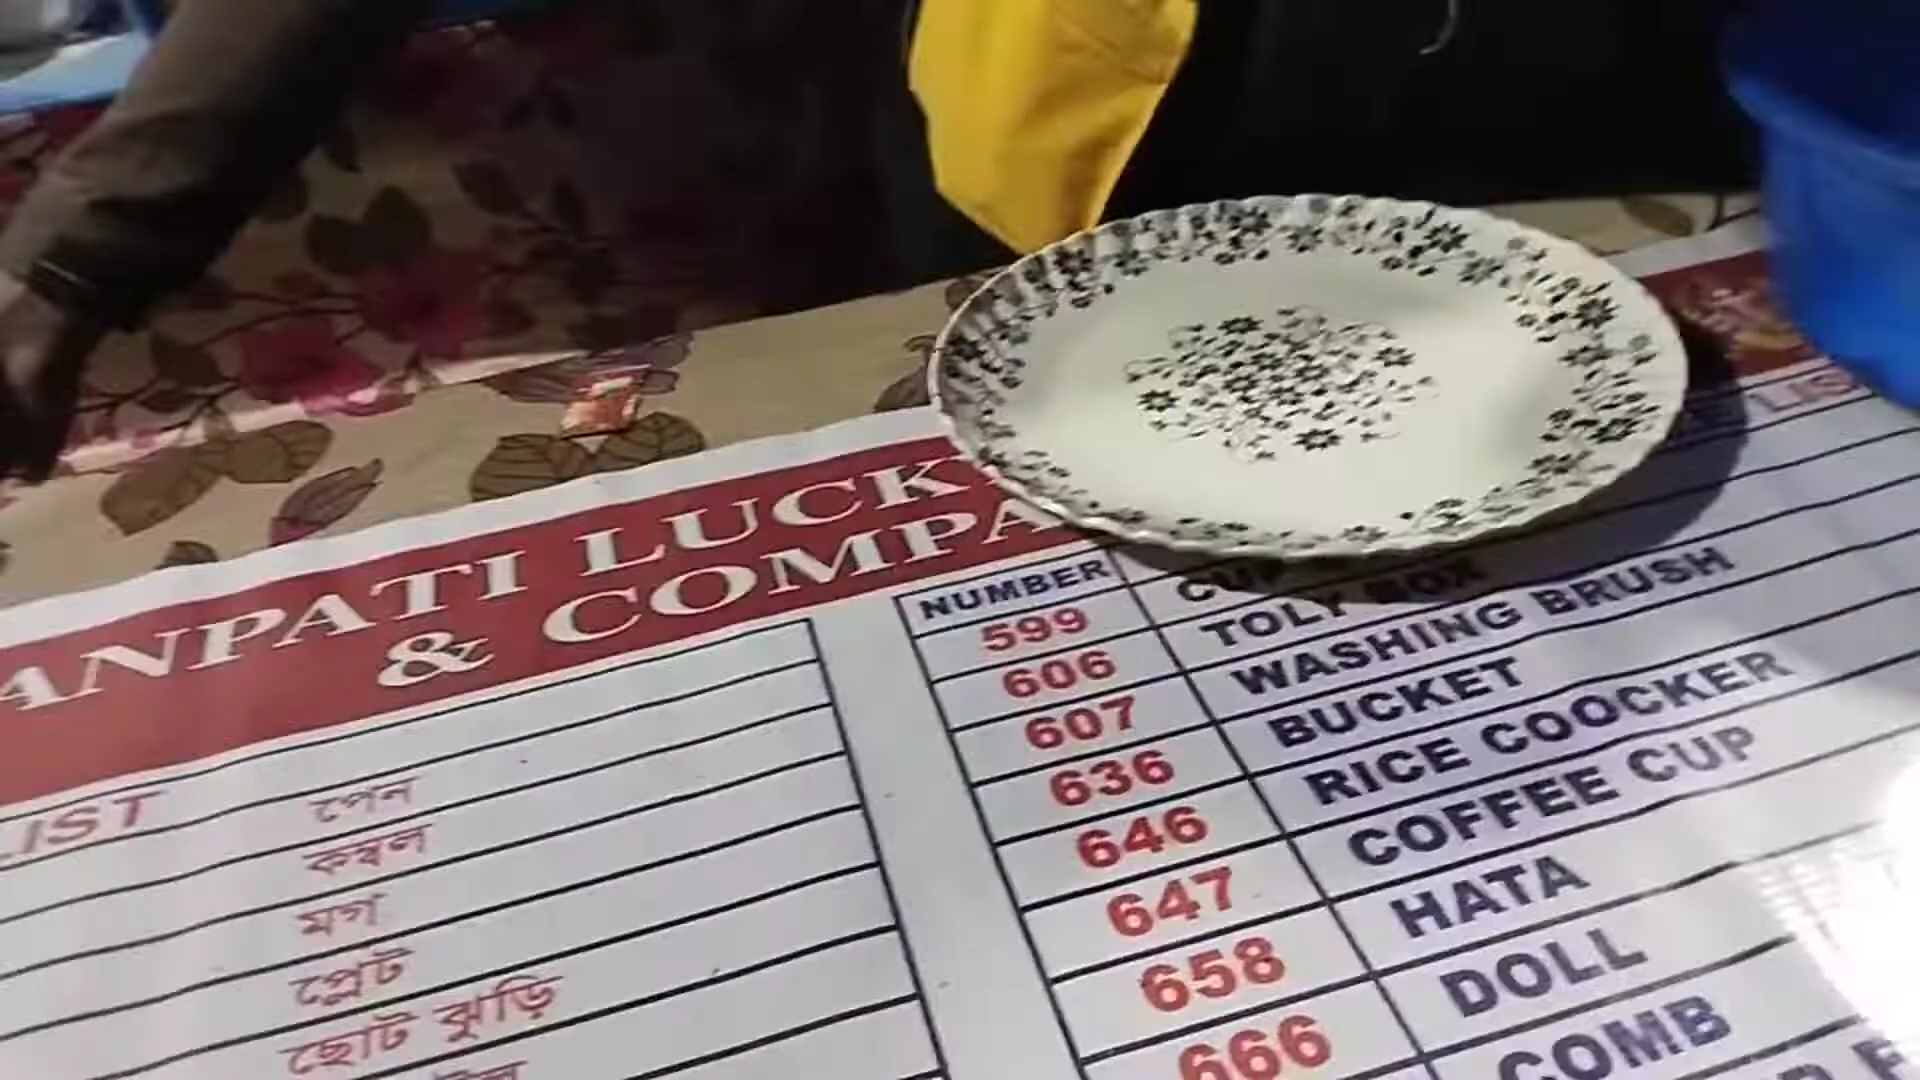 ANPATI LUCK
& COMPA
LIST
পেন
কম্বল
মগ
প্লেট
ছোট ঝুড়ি
NUMBER
599
606 TOLY BOX
607 WASHING BRUSH
636 BUCKET
646 RICE COOCKER
647 COFFEE CUP
658 HATA
666 DOLL
COMB